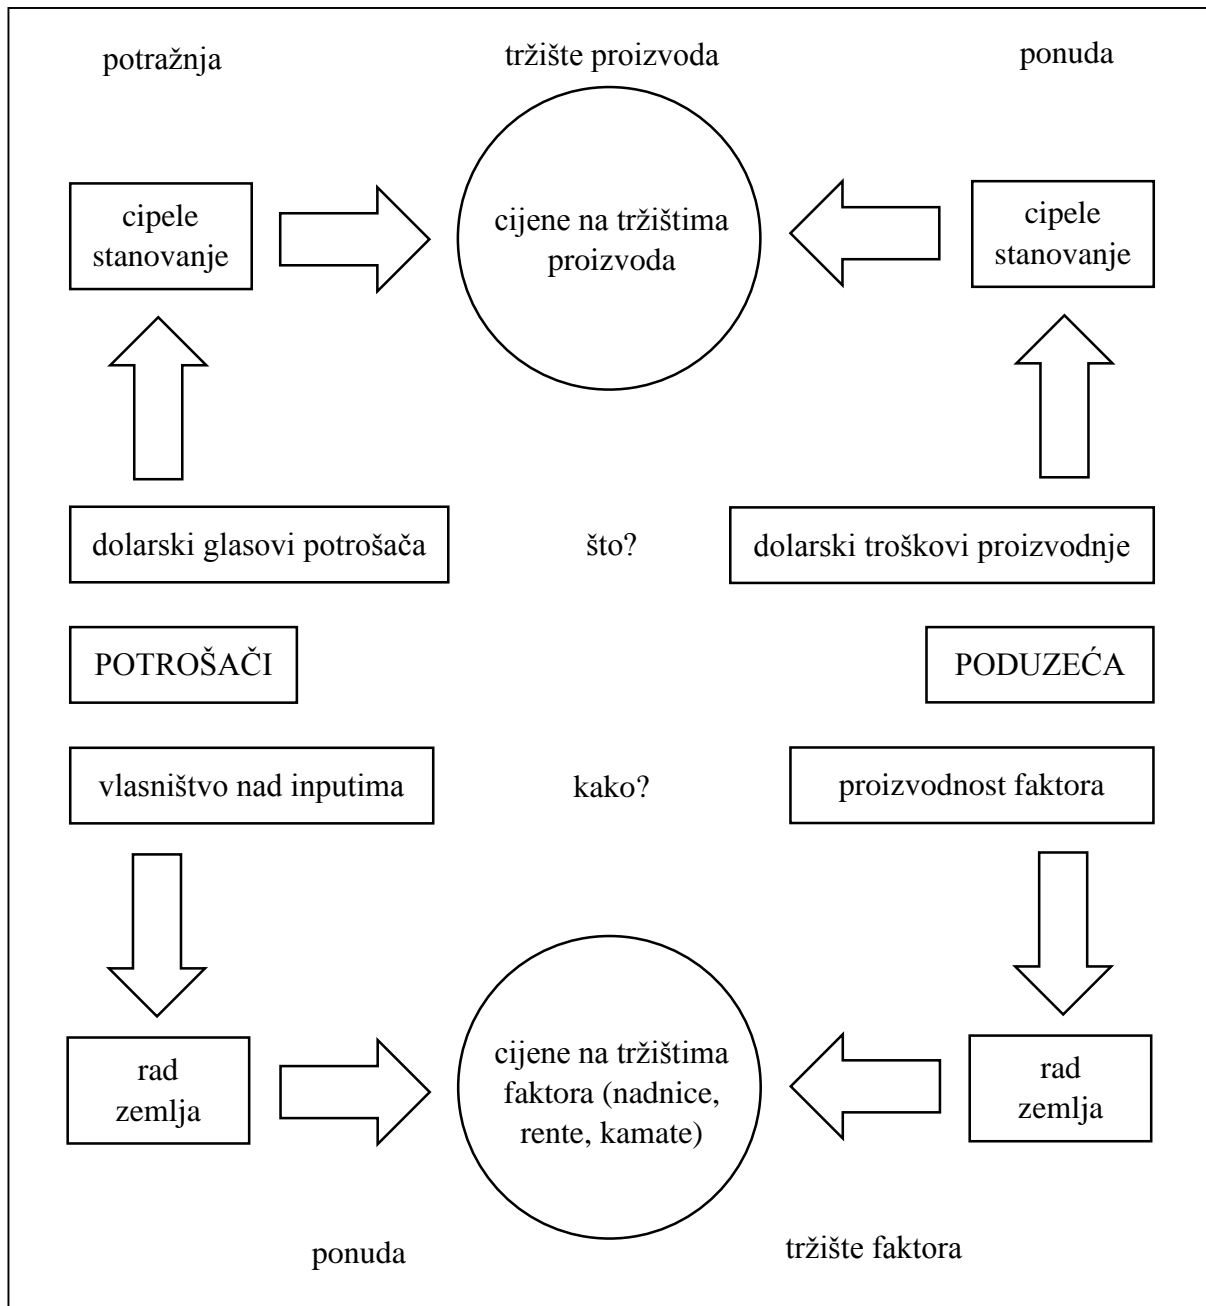 potražnja
tržište proizvoda
ponuda
cipele
stanovanje
cijene na tržištima
proizvoda
cipele
stanovanje
dolarski glasovi potrošača
što?
dolarski troškovi proizvodnje
POTROŠAČI
PODUZEĆA
vlasništvo nad inputima
kako?
proizvodnost faktora
rad
zemlja
cijene na tržištima
faktora (nadnice,
rente, kamate)
rad
zemlja
ponuda
tržište faktora